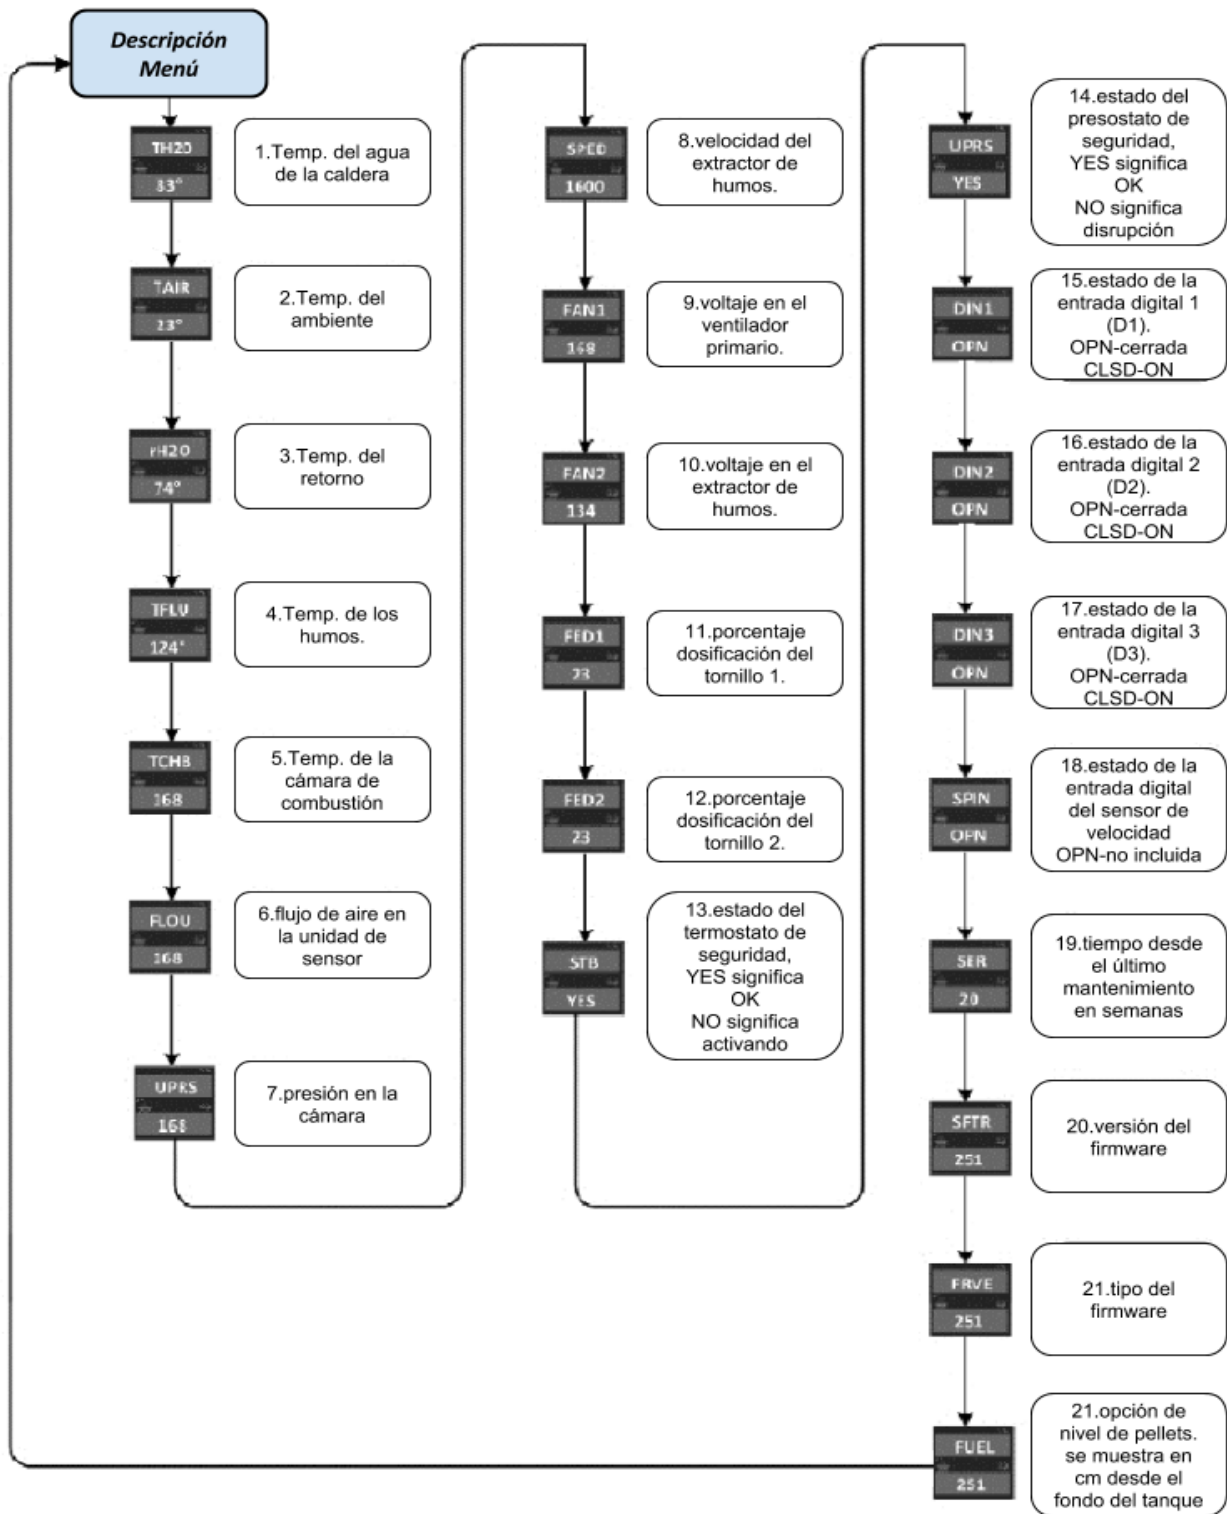 Descripción
Menú
TH20
83°
1.Temp. del agua
de la caldera
TAIR
23°
2.Temp. del
ambiente
rH20
74°
3.Temp. del
retorno
TFLU
124°
4.Temp. de los
humos.
TCHB
168
5.Temp. de la
cámara de
combustión
FLOU
168
6.flujo de aire en
la unidad de
sensor
UPRS
168
7.presión en la
cámara
SPED
1600
8.velocidad del
extractor de
humos.
FAN1
168
9.voltaje en el
ventilador
primario.
FAN2
134
10.voltaje en el
extractor de
humos.
FED1
23
11.porcentaje
dosificación del
tornillo 1.
FED2
23
12.porcentaje
dosificación del
tornillo 2.
STB
YES
13.estado del
termostato de
seguridad,
YES significa
OK
NO significa
activando
UPRS
YES
14.estado del
presostato de
seguridad,
YES significa
OK
NO significa
disrupción
DIN1
OPN
15.estado de la
entrada digital 1
(D1).
OPN-cerrada
CLSD-ON
DIN2
OPN
16.estado de la
entrada digital 2
(D2).
OPN-cerrada
CLSD-ON
DIN3
OPN
17.estado de la
entrada digital 3
(D3).
OPN-cerrada
CLSD-ON
SPIN
OPN
18.estado de la
entrada digital
del sensor de
velocidad
OPN-no incluida
SER
20
19.tiempo desde
el último
mantenimiento
en semanas
SFTR
251
20.versión del
firmware
FRVE
251
21.tipo del
firmware
FUEL
251
21.opción de
nivel de pellets.
se muestra en
cm desde el
fondo del tanque